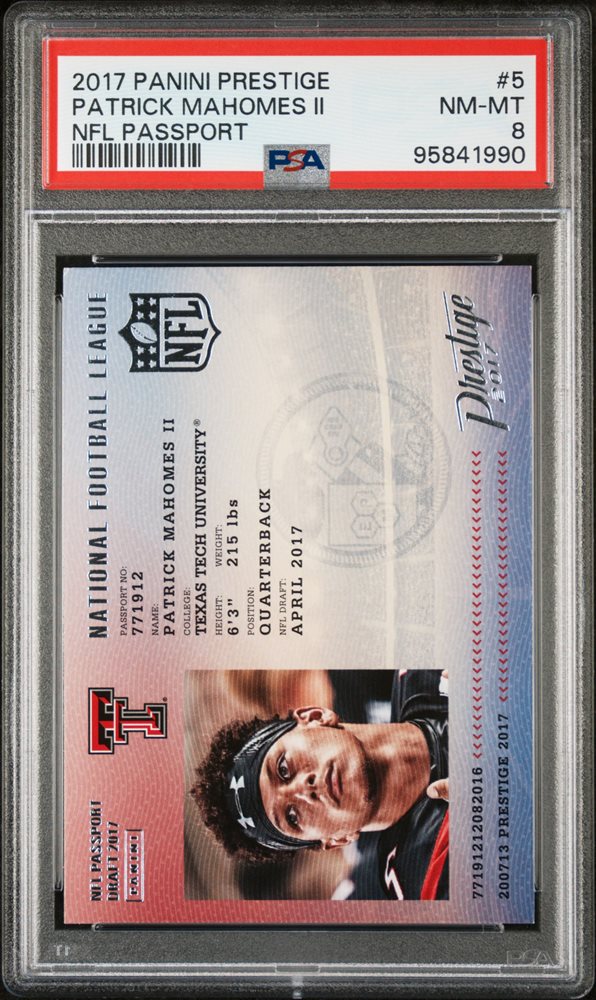 2017 PANINI PRESTIGE #5
PATRICK MAHOMES II NM-MT
NFL PASSPORT 8
95841990
PSA
NATIONAL FOOTBALL LEAGUE
NFL
PASSPORT NO:
771912
NAME:
PATRICK MAHOMES II
COLLEGE:
TEXAS TECH UNIVERSITY®
HEIGHT: WEIGHT:
6'3" 215 lbs
POSITION:
QUARTERBACK
NFL DRAFT:
APRIL 2017
Prestige
2017
NFL PASSPORT
DRAFT 2017
PANINI
77191212082016 <<<<<<<<<<<<<<<<<<<<<<<<<<
200713 PRESTIGE 2017 <<<<<<<<<<<<<<<<<<<<<<
PSA